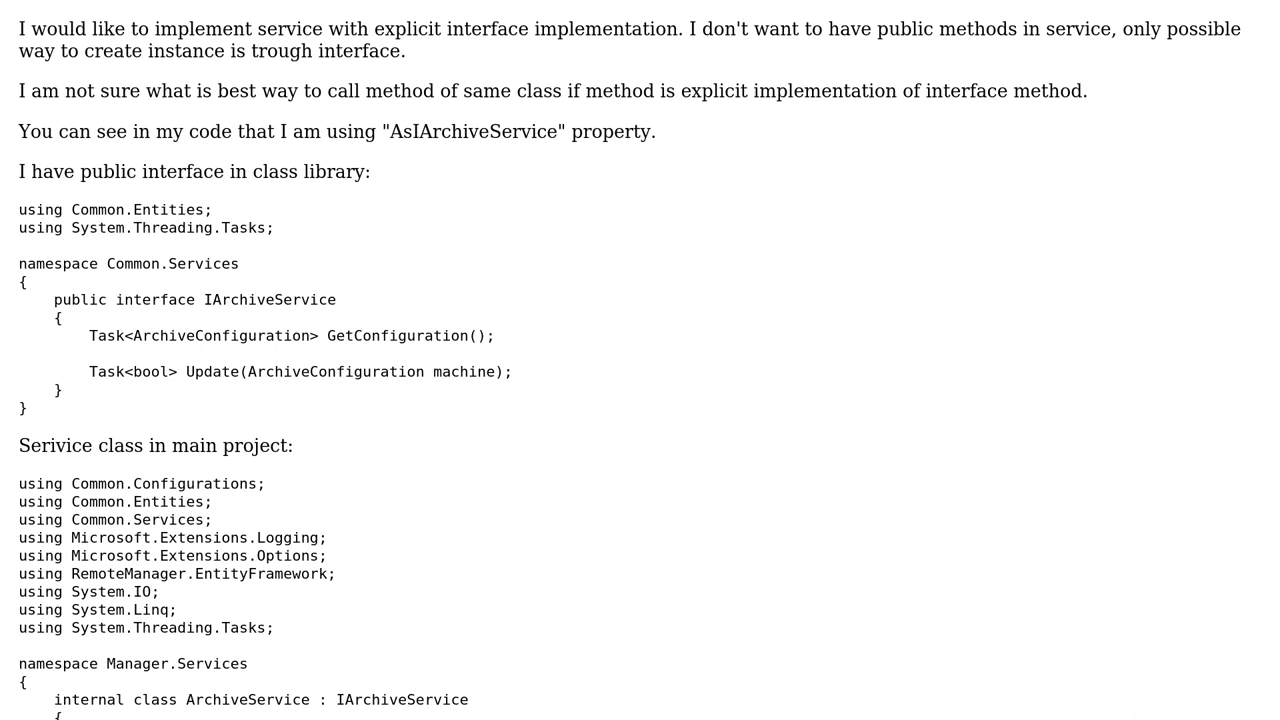 I would like to implement service with explicit interface implementation. I don't want to have public methods in service, only possible
way to create instance is trough interface.
I am not sure what is best way to call method of same class if method is explicit implementation of interface method.
You can see in my code that I am using "AsIArchiveService" property.
I have public interface in class library:
using Common.Entities;
using System.Threading.Tasks;
namespace Common.Services
{
    public interface IArchiveService
    {
        Task<ArchiveConfiguration> GetConfiguration();
        Task<bool> Update(ArchiveConfiguration machine);
    }
}
Serivice class in main project:
using Common.Configurations;
using Common.Entities;
using Common.Services;
using Microsoft.Extensions.Logging;
using Microsoft.Extensions.Options;
using RemoteManager.EntityFramework;
using System.IO;
using System.Linq;
using System.Threading.Tasks;
namespace Manager.Services
{
    internal class ArchiveService : IArchiveService
    {